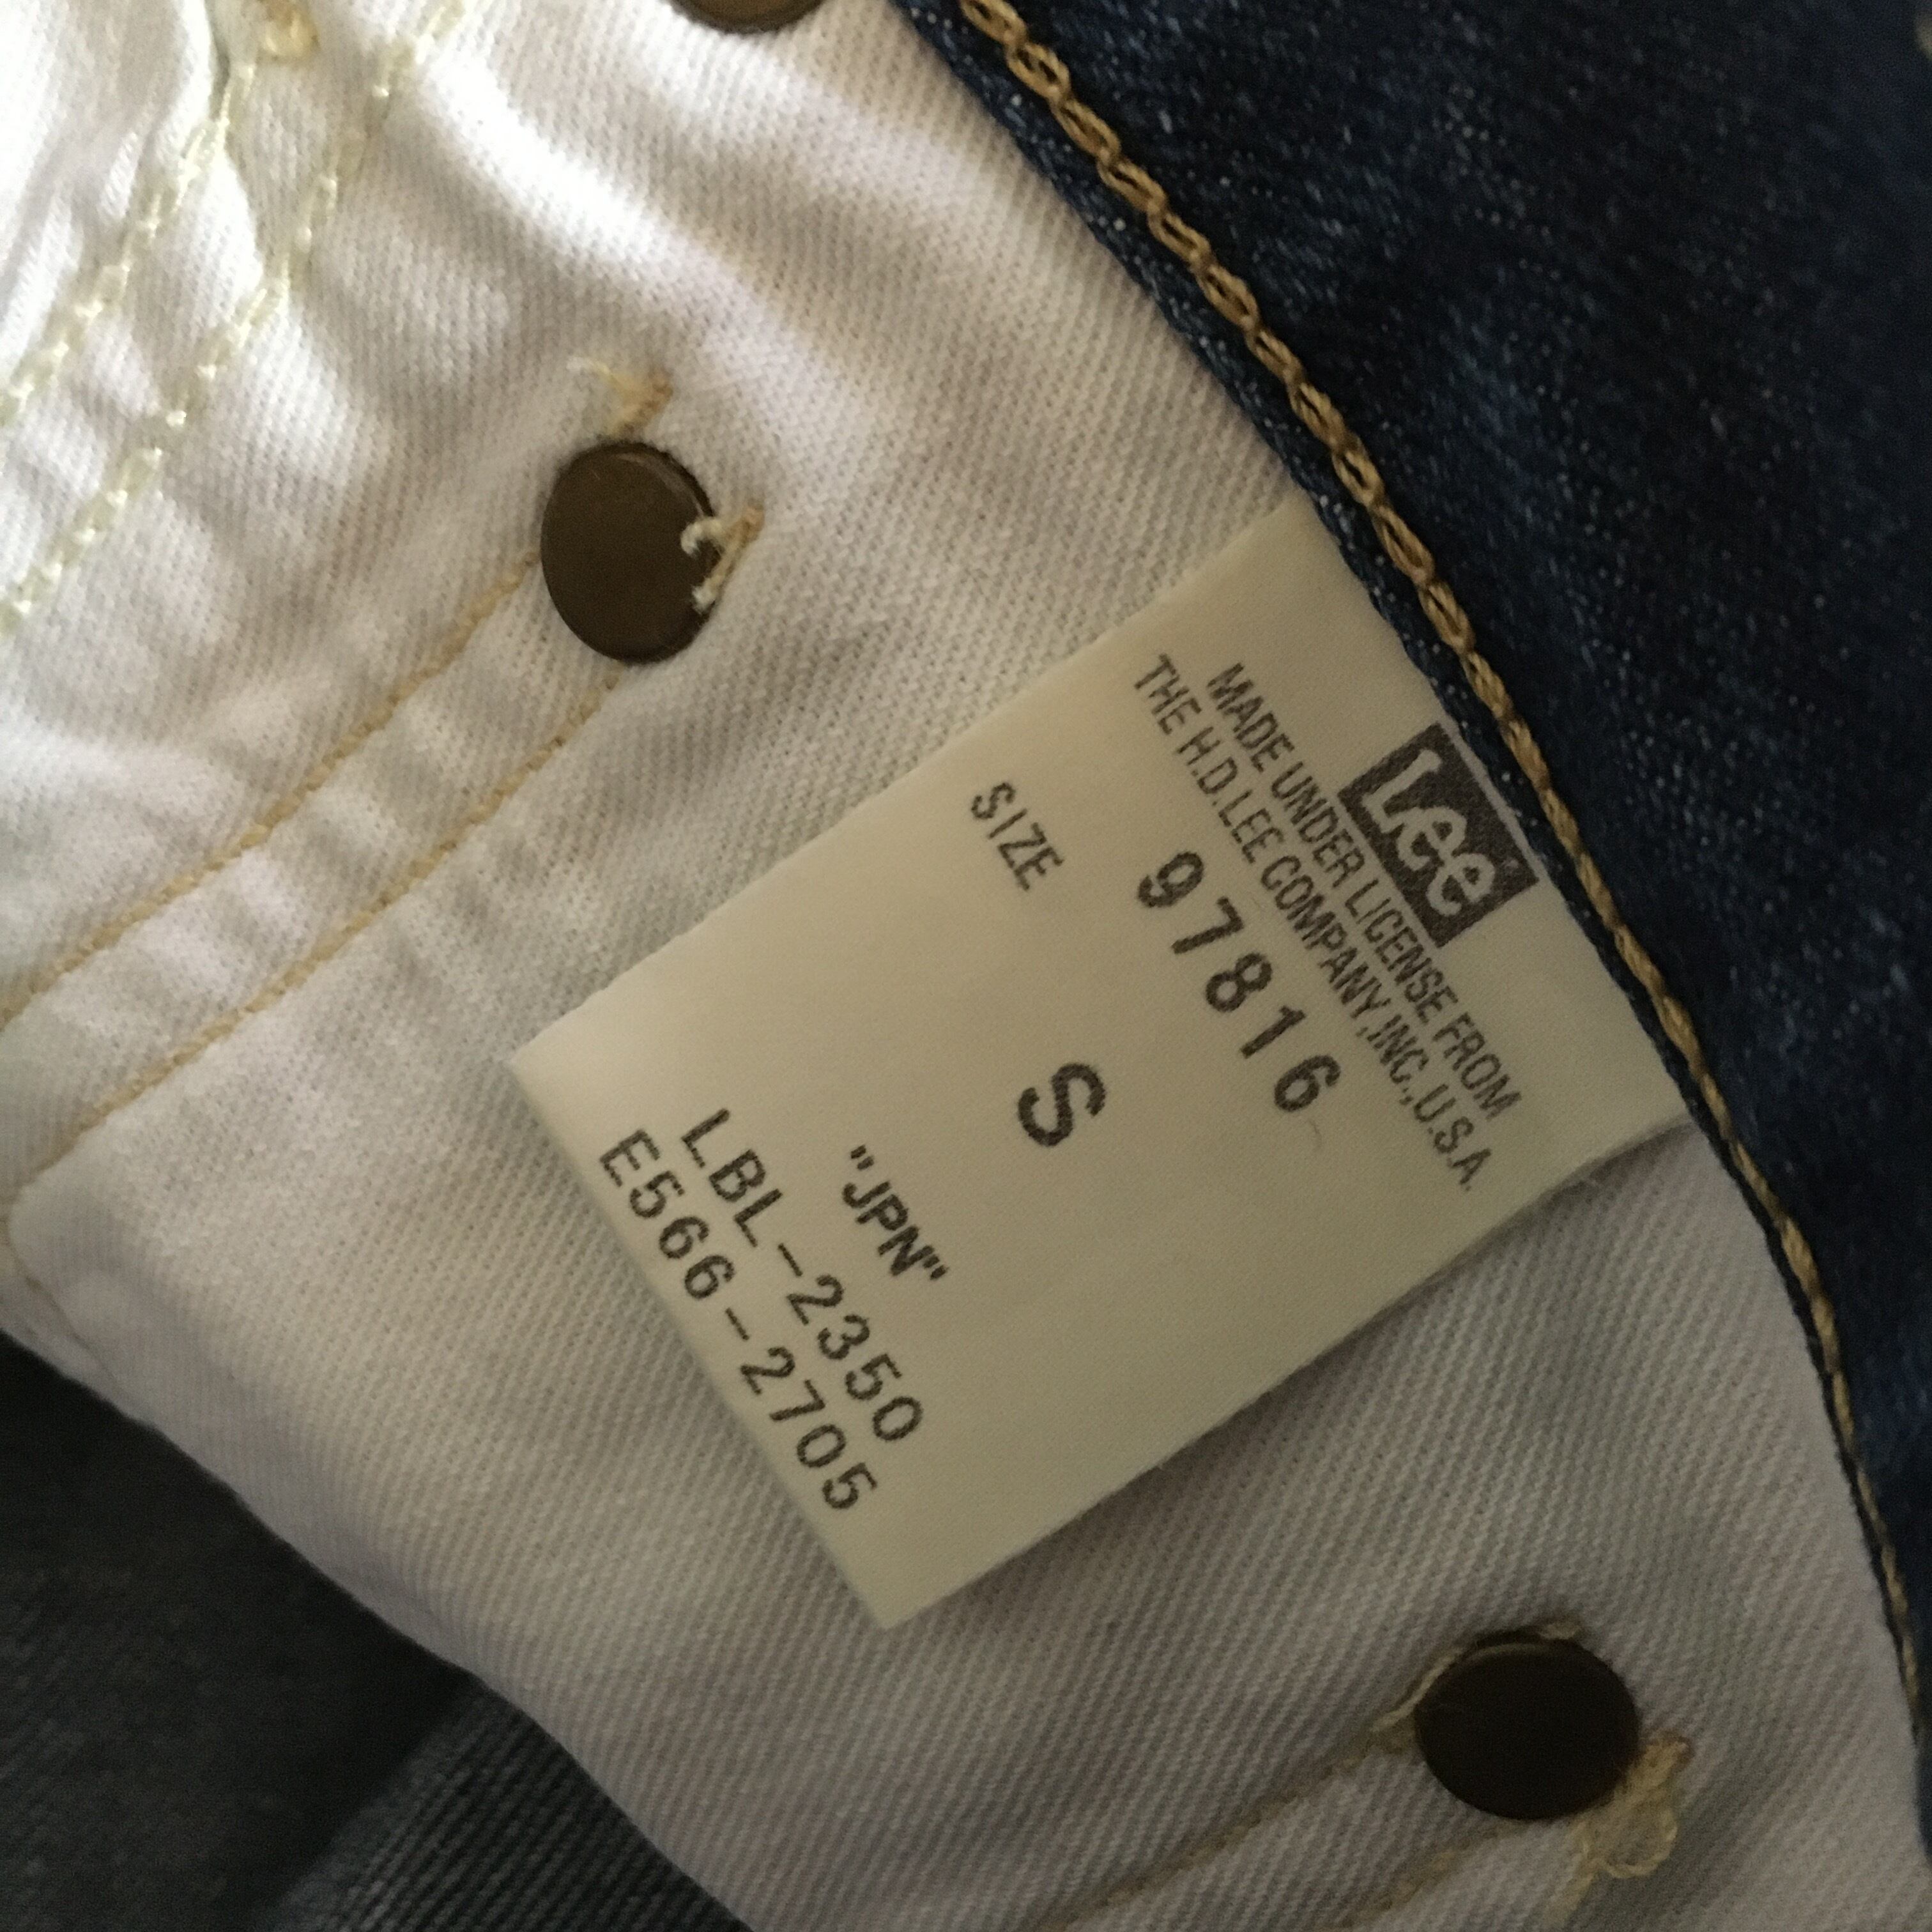 Lee
MADE UNDER LICENSE FROM
THE H.D.LEE COMPANY,INC.,U.S.A.
97816
SIZE S
"JPN"
LBL-2350
E566-2705